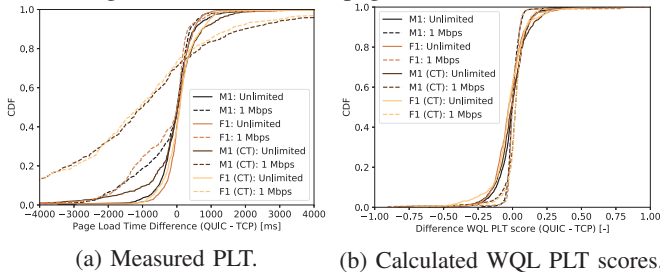 1.0
0.8
0.6
0.4
0.2
0.0
CDF
M1: Unlimited
M1: 1 Mbps
F1: Unlimited
F1: 1 Mbps
M1 (CT): Unlimited
M1 (CT): 1 Mbps
F1 (CT): Unlimited
F1 (CT): 1 Mbps
−4000 −3000 −2000 −1000 0 1000 2000 3000 4000
Page Load Time Difference (QUIC - TCP) [ms]
(a) Measured PLT.
1.0
0.8
0.6
0.4
0.2
0.0
CDF
M1: Unlimited
M1: 1 Mbps
F1: Unlimited
F1: 1 Mbps
M1 (CT): Unlimited
M1 (CT): 1 Mbps
F1 (CT): Unlimited
F1 (CT): 1 Mbps
−1.00 −0.75 −0.50 −0.25 0.00 0.25 0.50 0.75 1.00
Difference WQL PLT score (QUIC - TCP) [-]
(b) Calculated WQL PLT scores.